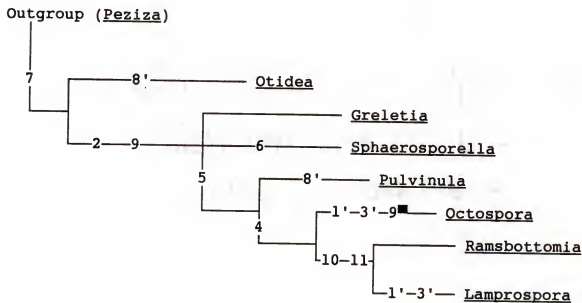 Outgroup (Peziza)
7 8' Otidea
Greletia
2 9 6 Sphaerosporella
5 8' Pulvinula
4 1' 3' 9■ Octospora
Ramsbottomia
10 11
1' 3' Lamprospora